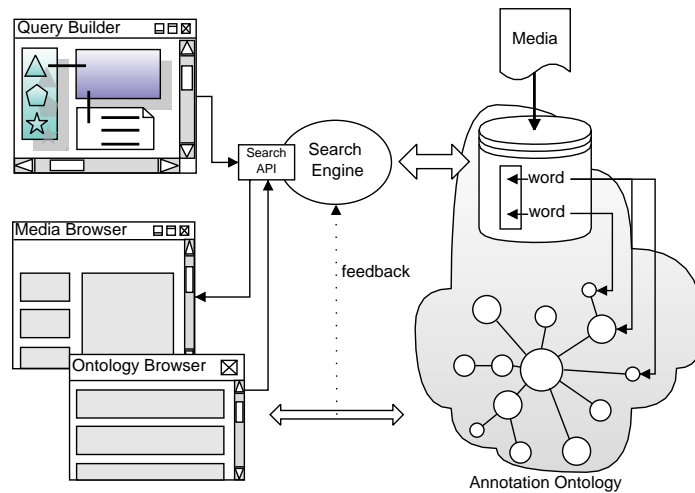 Query Builder
Media
Search
API
Search
Engine
word
word
Media Browser
feedback
Ontology Browser
Annotation Ontology